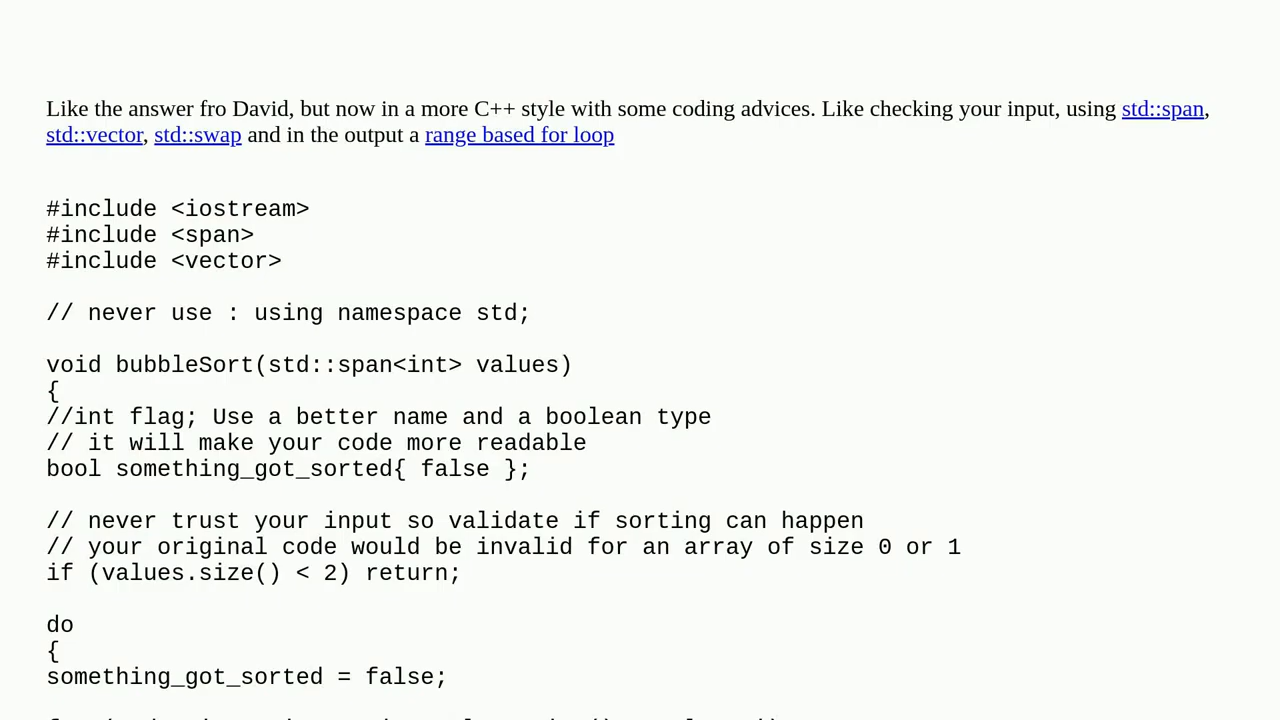 Like the answer fro David, but now in a more C++ style with some coding advices. Like checking your input, using std::span,
std::vector, std::swap and in the output a range based for loop
#include <iostream>
#include <span>
#include <vector>
// never use : using namespace std;
void bubbleSort(std::span<int> values)
{
//int flag; Use a better name and a boolean type
// it will make your code more readable
bool something_got_sorted{ false };
// never trust your input so validate if sorting can happen
// your original code would be invalid for an array of size 0 or 1
if (values.size() < 2) return;
do
{
something_got_sorted = false;